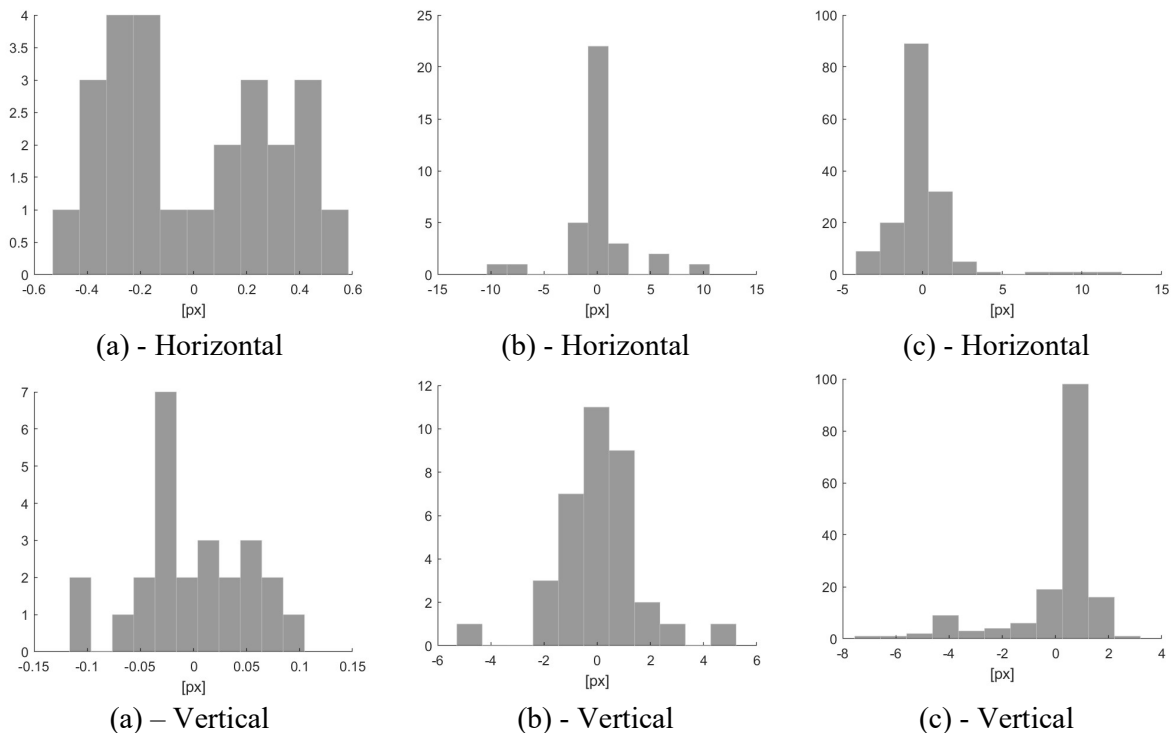 4
3.5
3
2.5
2
1.5
1
0.5
0
-0.6 -0.4 -0.2 0 0.2 0.4 0.6
[px]
(a) - Horizontal
25
20
15
10
5
0
-15 -10 -5 0 5 10 15
[px]
(b) - Horizontal
100
80
60
40
20
0
-5 0 5 10 15
[px]
(c) - Horizontal
7
6
5
4
3
2
1
0
-0.15 -0.1 -0.05 0 0.05 0.1 0.15
[px]
(a) – Vertical
12
10
8
6
4
2
0
-6 -4 -2 0 2 4 6
[px]
(b) - Vertical
100
80
60
40
20
0
-8 -6 -4 -2 0 2 4
[px]
(c) - Vertical